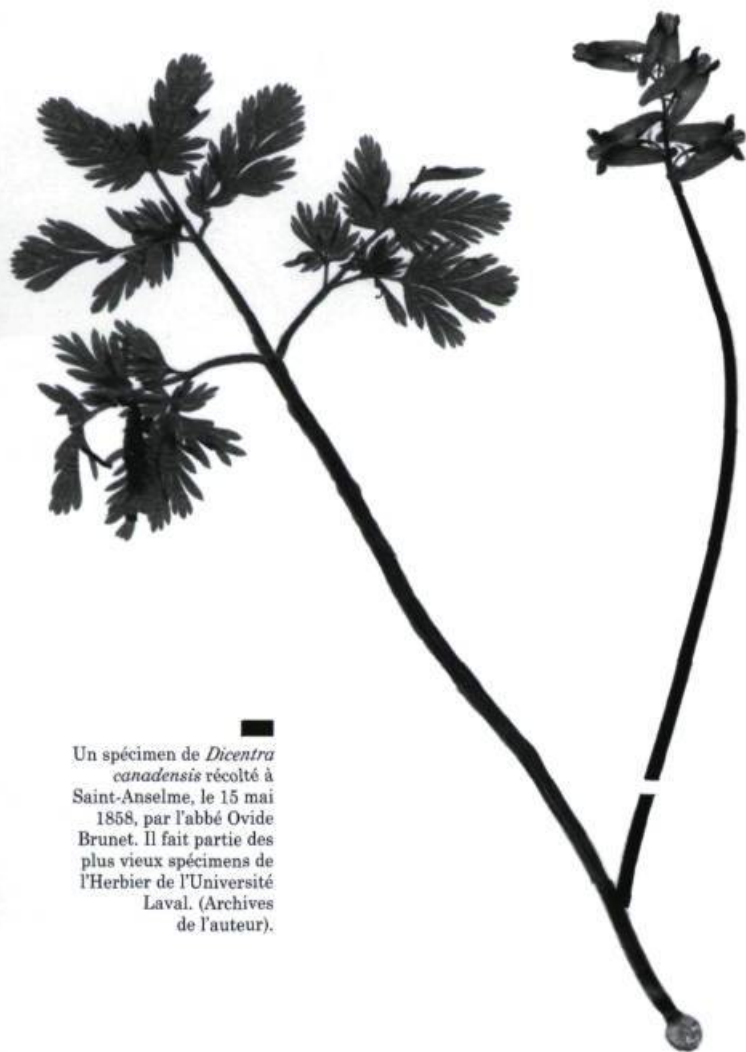 Un spécimen de Dicentra
canadensis récolté à
Saint-Anselme, le 15 mai
1858, par l'abbé Ovide
Brunet. Il fait partie des
plus vieux spécimens de
l'Herbier de l'Université
Laval. (Archives
de l'auteur).